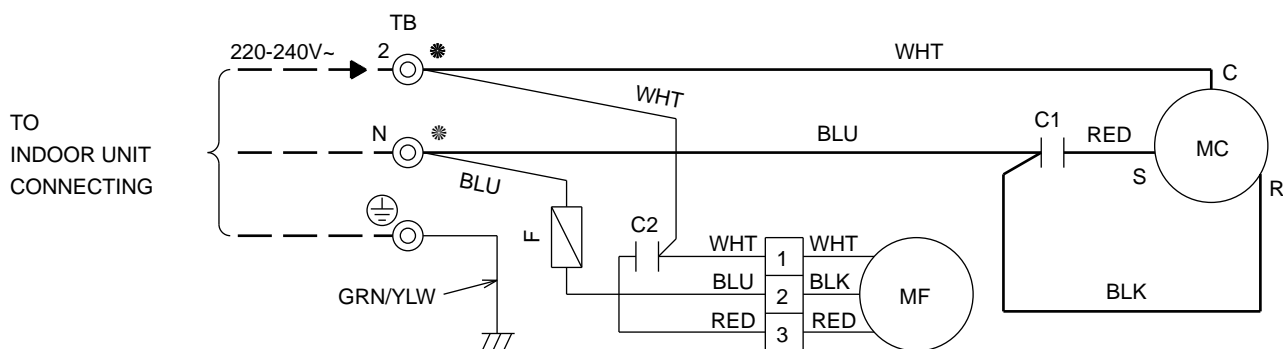 TB
220-240V~
2
WHT
C
WHT
TO
INDOOR UNIT
CONNECTING
N
BLU
C1
RED
MC
S
R
BLU
F
C2
WHT
1
WHT
BLU
2
BLK
MF
RED
3
RED
GRN/YLW
BLK